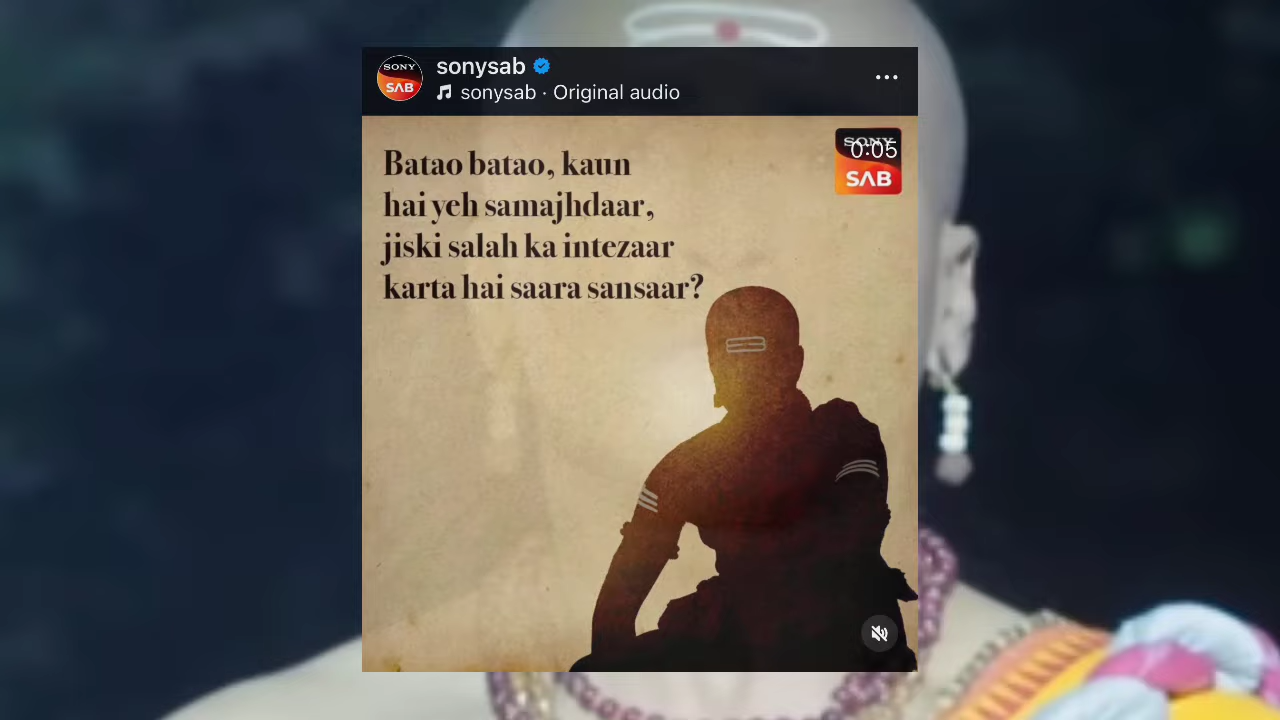 SONY
SAB
sonysab
sonysab · Original audio
Batao batao, kaun
hai yeh samajhdaar,
jiski salah ka intezaar
karta hai saara sansaar?
SONY
0:05
SAB